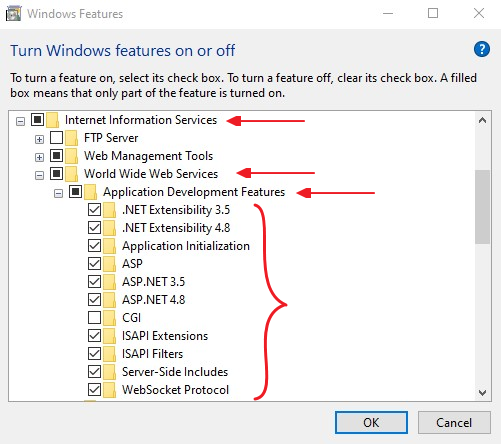 Windows Features
Turn Windows features on or off
?
To turn a feature on, select its check box. To turn a feature off, clear its check box. A filled
box means that only part of the feature is turned on.
Internet Information Services
FTP Server
Web Management Tools
World Wide Web Services
Application Development Features
.NET Extensibility 3.5
.NET Extensibility 4.8
Application Initialization
ASP
ASP.NET 3.5
ASP.NET 4.8
CGI
ISAPI Extensions
ISAPI Filters
Server-Side Includes
WebSocket Protocol
OK Cancel